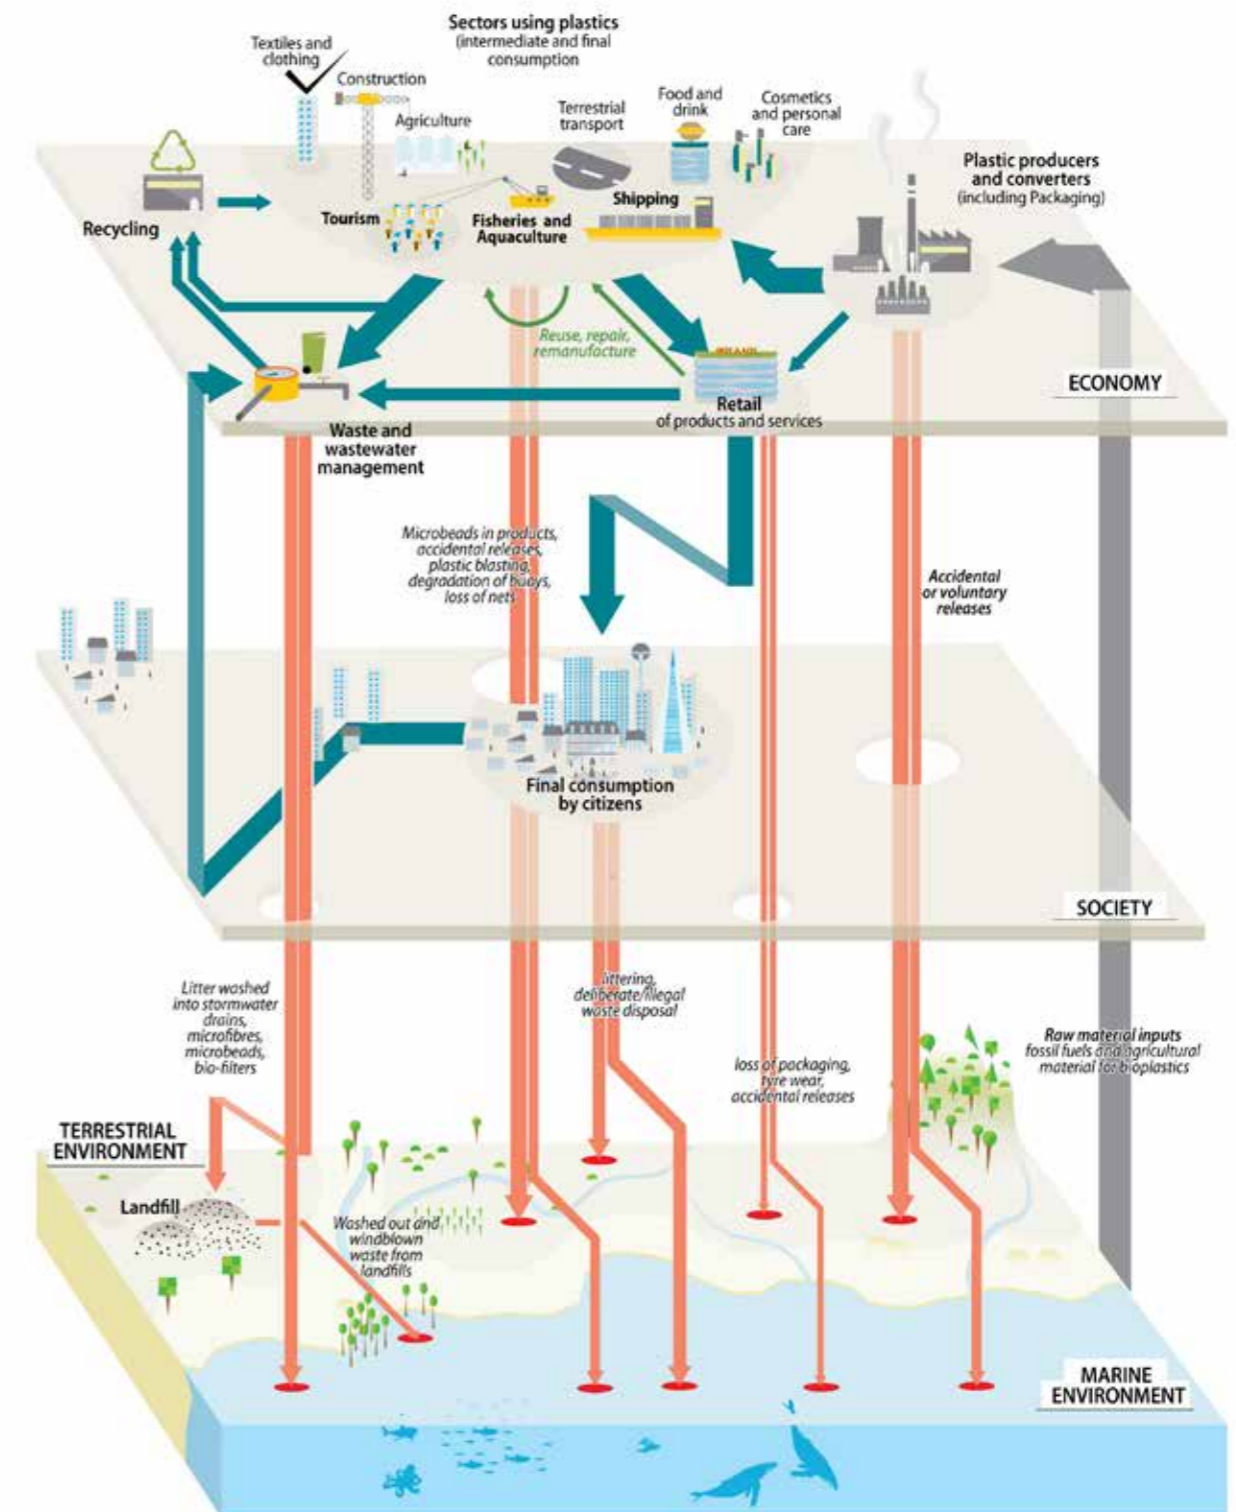 Sectors using plastics
(intermediate and final
consumption
Textiles and
clothing
Construction
Agriculture
Terrestrial
transport
Food and
drink
Cosmetics
and personal
care
Plastic producers
and converters
(including Packaging)
Recycling
Tourism
Fisheries and
Aquaculture
Shipping
Reuse, repair,
remanufacture
ECONOMY
Retail
of products and services
Waste and
wastewater
management
Microbeads in products,
accidental releases,
plastic blasting,
degradation of buoys,
loss of nets
Accidental
or voluntary
releases
Final consumption
by citizens
SOCIETY
Litter washed
into stormwater
drains,
microfibres,
microbeads,
bio-filters
littering,
deliberate/illegal
waste disposal
loss of packaging,
tyre wear,
accidental releases
Raw material inputs
fossil fuels and agricultural
material for bioplastics
TERRESTRIAL
ENVIRONMENT
Landfill
Washed out and
windblown
waste from
landfills
MARINE
ENVIRONMENT